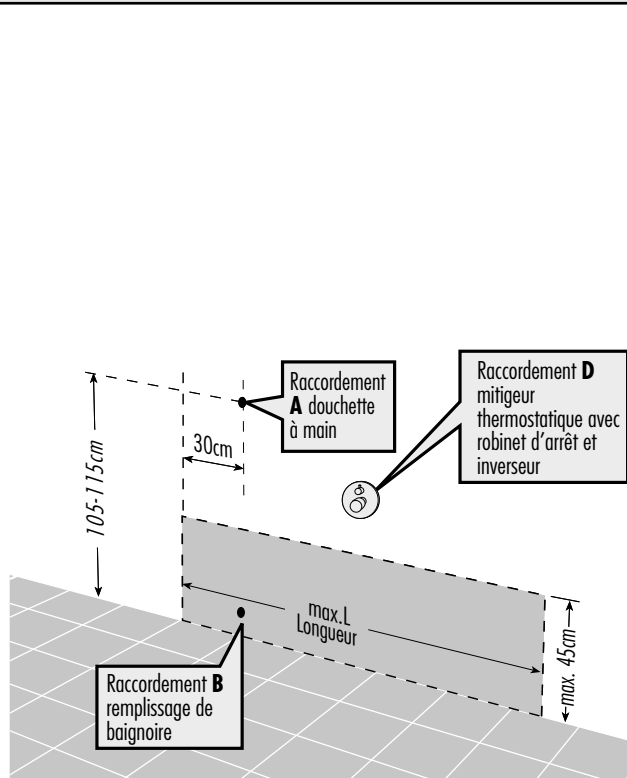 Raccordement
A douchette
à main
Raccordement D
mitigeur
thermostatique avec
robinet d’arrêt et
inverseur
30cm
105-115cm
max.L
Longueur
max. 45cm
Raccordement B
remplissage de
baignoire